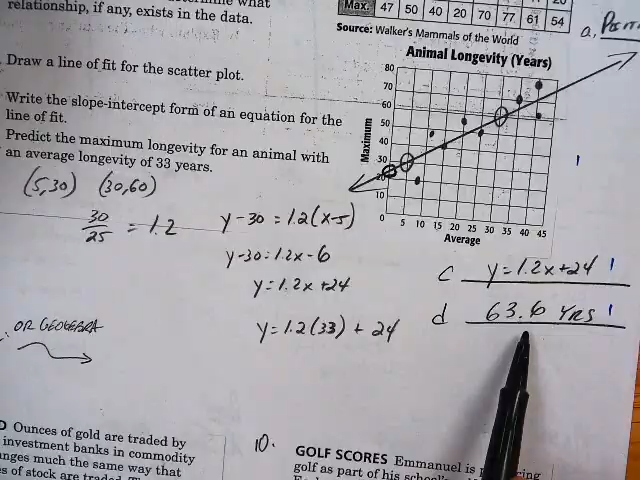 relationship, if any, exists in the data.
Max. 47 50 40 20 70 77 61 54
Source: Walker's Mammals of the World
a.
Draw a line of fit for the scatter plot.
Write the slope-intercept form of an equation for the
line of fit.
Predict the maximum longevity for an animal with
an average longevity of 33 years.
Animal Longevity (Years)
80
70
60
50
40
30
20
10
0
5 10 15 20 25 30 35 40 45
Maximum
Average
(5,30) (30,60)
30/25 = 1.2
y-30 = 1.2(x-5)
y-30=1.2x-6
y=1.2x+24
y=1.2(33) + 24
c y=1.2x+24 1
d 63.6 YRS 1
OR GEOGEBRA
Ounces of gold are traded by
investment banks in commodity
much the same way that
of stock are
10.
GOLF SCORES Emmanuel is
golf as part of his